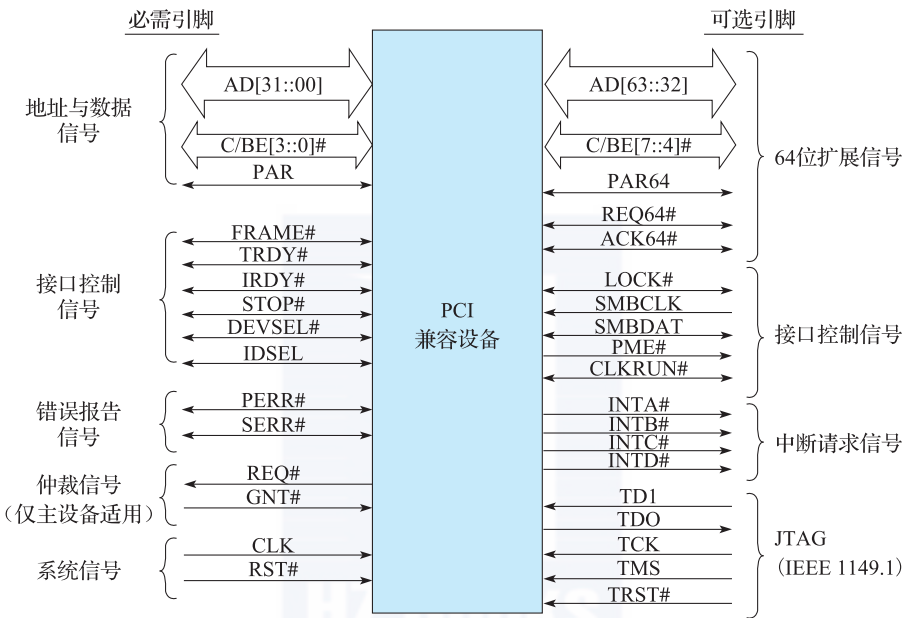 必需引脚
可选引脚
地址与数据
信号
AD[31::00]
C/BE[3::0]#
PAR
接口控制
信号
FRAME#
TRDY#
IRDY#
STOP#
DEVSEL#
IDSEL
错误报告
信号
PERR#
SERR#
仲裁信号
（仅主设备适用）
REQ#
GNT#
系统信号
CLK
RST#
PCI
兼容设备
AD[63::32]
C/BE[7::4]#
PAR64
REQ64#
ACK64#
64位扩展信号
LOCK#
SMBCLK
SMBDAT
PME#
CLKRUN#
接口控制信号
INTA#
INTB#
INTC#
INTD#
中断请求信号
TD1
TDO
TCK
TMS
TRST#
JTAG
（IEEE 1149.1）